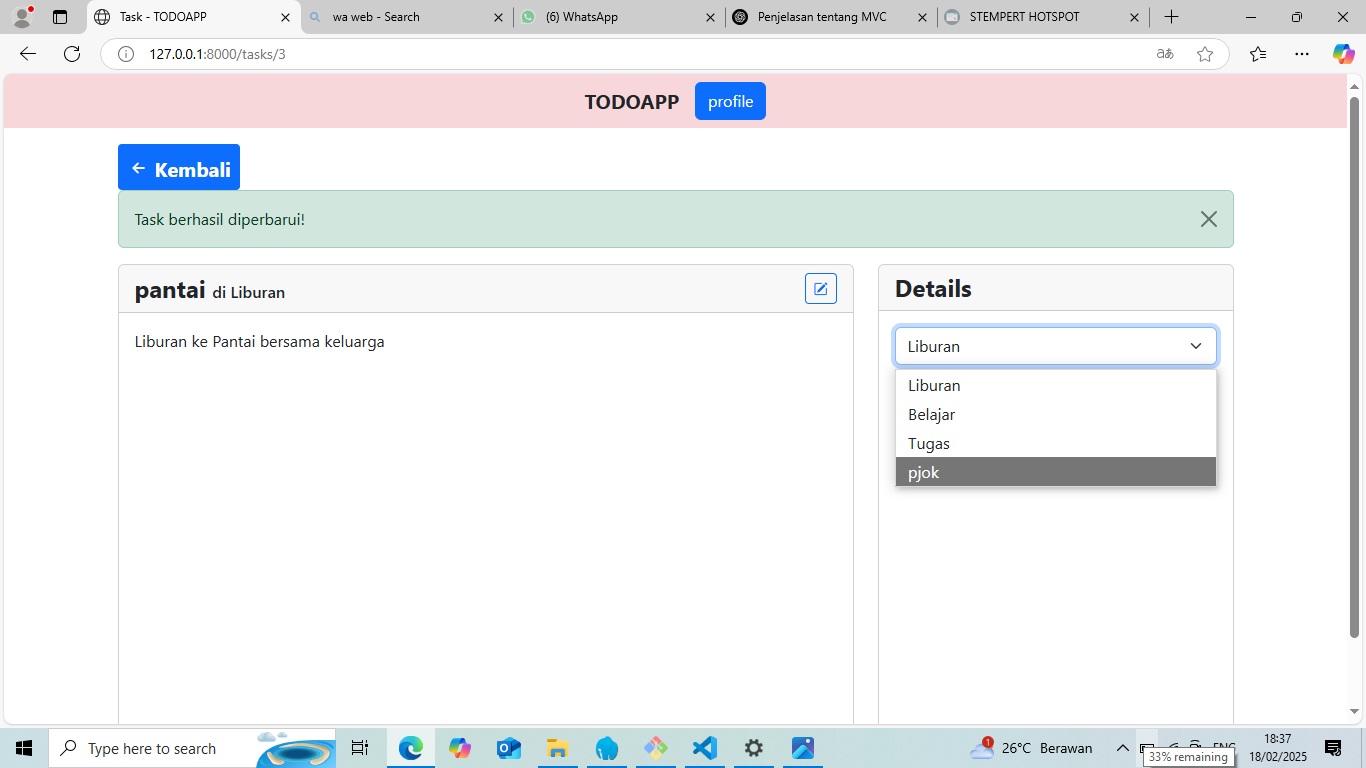 Task - TODOAPP
wa web - Search
(6) WhatsApp
Penjelasan tentang MVC
STEMPERT HOTSPOT
127.0.0.1:8000/tasks/3
TODOAPP
profile
Kembali
Task berhasil diperbarui!
pantai di Liburan
Liburan ke Pantai bersama keluarga
Details
Liburan
Liburan
Belajar
Tugas
pjok
Type here to search
1
26°C Berawan
18:37
18/02/2025
33% remaining